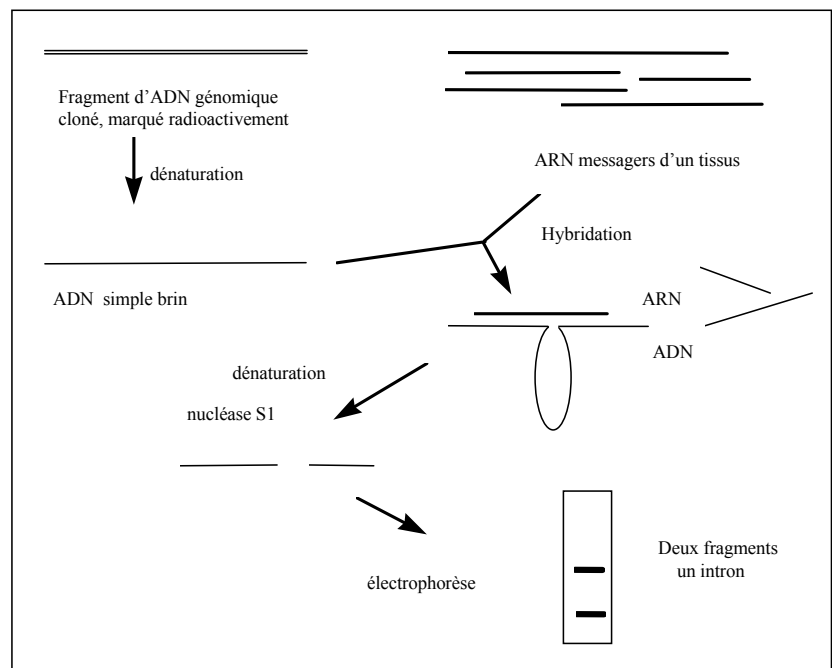 Fragment d’ADN génomique
cloné, marqué radioactivement
dénaturation
ARN messagers d’un tissus
Hybridation
ADN simple brin
ARN
ADN
dénaturation
nucléase S1
électrophorèse
Deux fragments
un intron